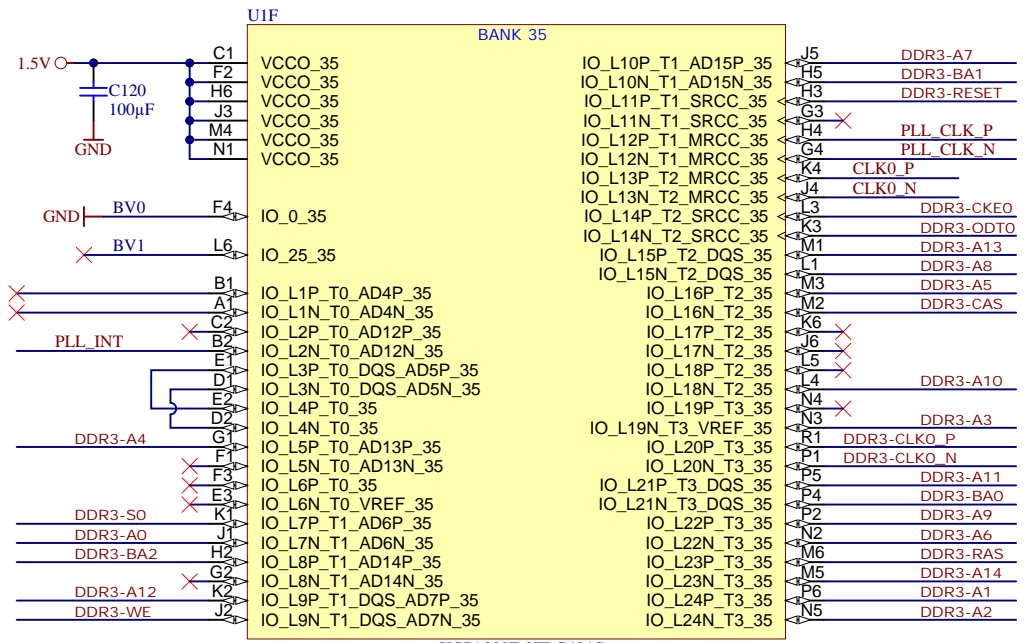 U1F
BANK 35
1.5V
C120
100µF
GND
C1 VCCO_35
F2 VCCO_35
H6 VCCO_35
J3 VCCO_35
M4 VCCO_35
N1 VCCO_35
GND BV0 F4 IO_0_35
BV1 L6 IO_25_35
B1 IO_L1P_T0_AD4P_35
A1 IO_L1N_T0_AD4N_35
C2 IO_L2P_T0_AD12P_35
PLL_INT B2 IO_L2N_T0_AD12N_35
E1 IO_L3P_T0_DQS_AD5P_35
D1 IO_L3N_T0_DQS_AD5N_35
E2 IO_L4P_T0_35
D2 IO_L4N_T0_35
DDR3-A4 G1 IO_L5P_T0_AD13P_35
F1 IO_L5N_T0_AD13N_35
F3 IO_L6P_T0_35
E3 IO_L6N_T0_VREF_35
DDR3-S0 K1 IO_L7P_T1_AD6P_35
DDR3-A0 J1 IO_L7N_T1_AD6N_35
DDR3-BA2 H2 IO_L8P_T1_AD14P_35
G2 IO_L8N_T1_AD14N_35
DDR3-A12 K2 IO_L9P_T1_DQS_AD7P_35
DDR3-WE J2 IO_L9N_T1_DQS_AD7N_35
IO_L10P_T1_AD15P_35 J5 DDR3-A7
IO_L10N_T1_AD15N_35 H5 DDR3-BA1
IO_L11P_T1_SRCC_35 H3 DDR3-RESET
IO_L11N_T1_SRCC_35 G3
IO_L12P_T1_MRCC_35 H4 PLL_CLK_P
IO_L12N_T1_MRCC_35 G4 PLL_CLK_N
IO_L13P_T2_MRCC_35 K4 CLK0_P
IO_L13N_T2_MRCC_35 J4 CLK0_N
IO_L14P_T2_SRCC_35 L3 DDR3-CKE0
IO_L14N_T2_SRCC_35 K3 DDR3-ODT0
IO_L15P_T2_DQS_35 M1 DDR3-A13
IO_L15N_T2_DQS_35 L1 DDR3-A8
IO_L16P_T2_35 M3 DDR3-A5
IO_L16N_T2_35 M2 DDR3-CAS
IO_L17P_T2_35 K6
IO_L17N_T2_35 J6
IO_L18P_T2_35 L5
IO_L18N_T2_35 L4 DDR3-A10
IO_L19P_T3_35 N4
IO_L19N_T3_VREF_35 N3 DDR3-A3
IO_L20P_T3_35 R1 DDR3-CLK0_P
IO_L20N_T3_35 P1 DDR3-CLK0_N
IO_L21P_T3_DQS_35 P5 DDR3-A11
IO_L21N_T3_DQS_35 P4 DDR3-BA0
IO_L22P_T3_35 P2 DDR3-A9
IO_L22N_T3_35 N2 DDR3-A6
IO_L23P_T3_35 M6 DDR3-RAS
IO_L23N_T3_35 M5 DDR3-A14
IO_L24P_T3_35 P6 DDR3-A1
IO_L24N_T3_35 N5 DDR3-A2